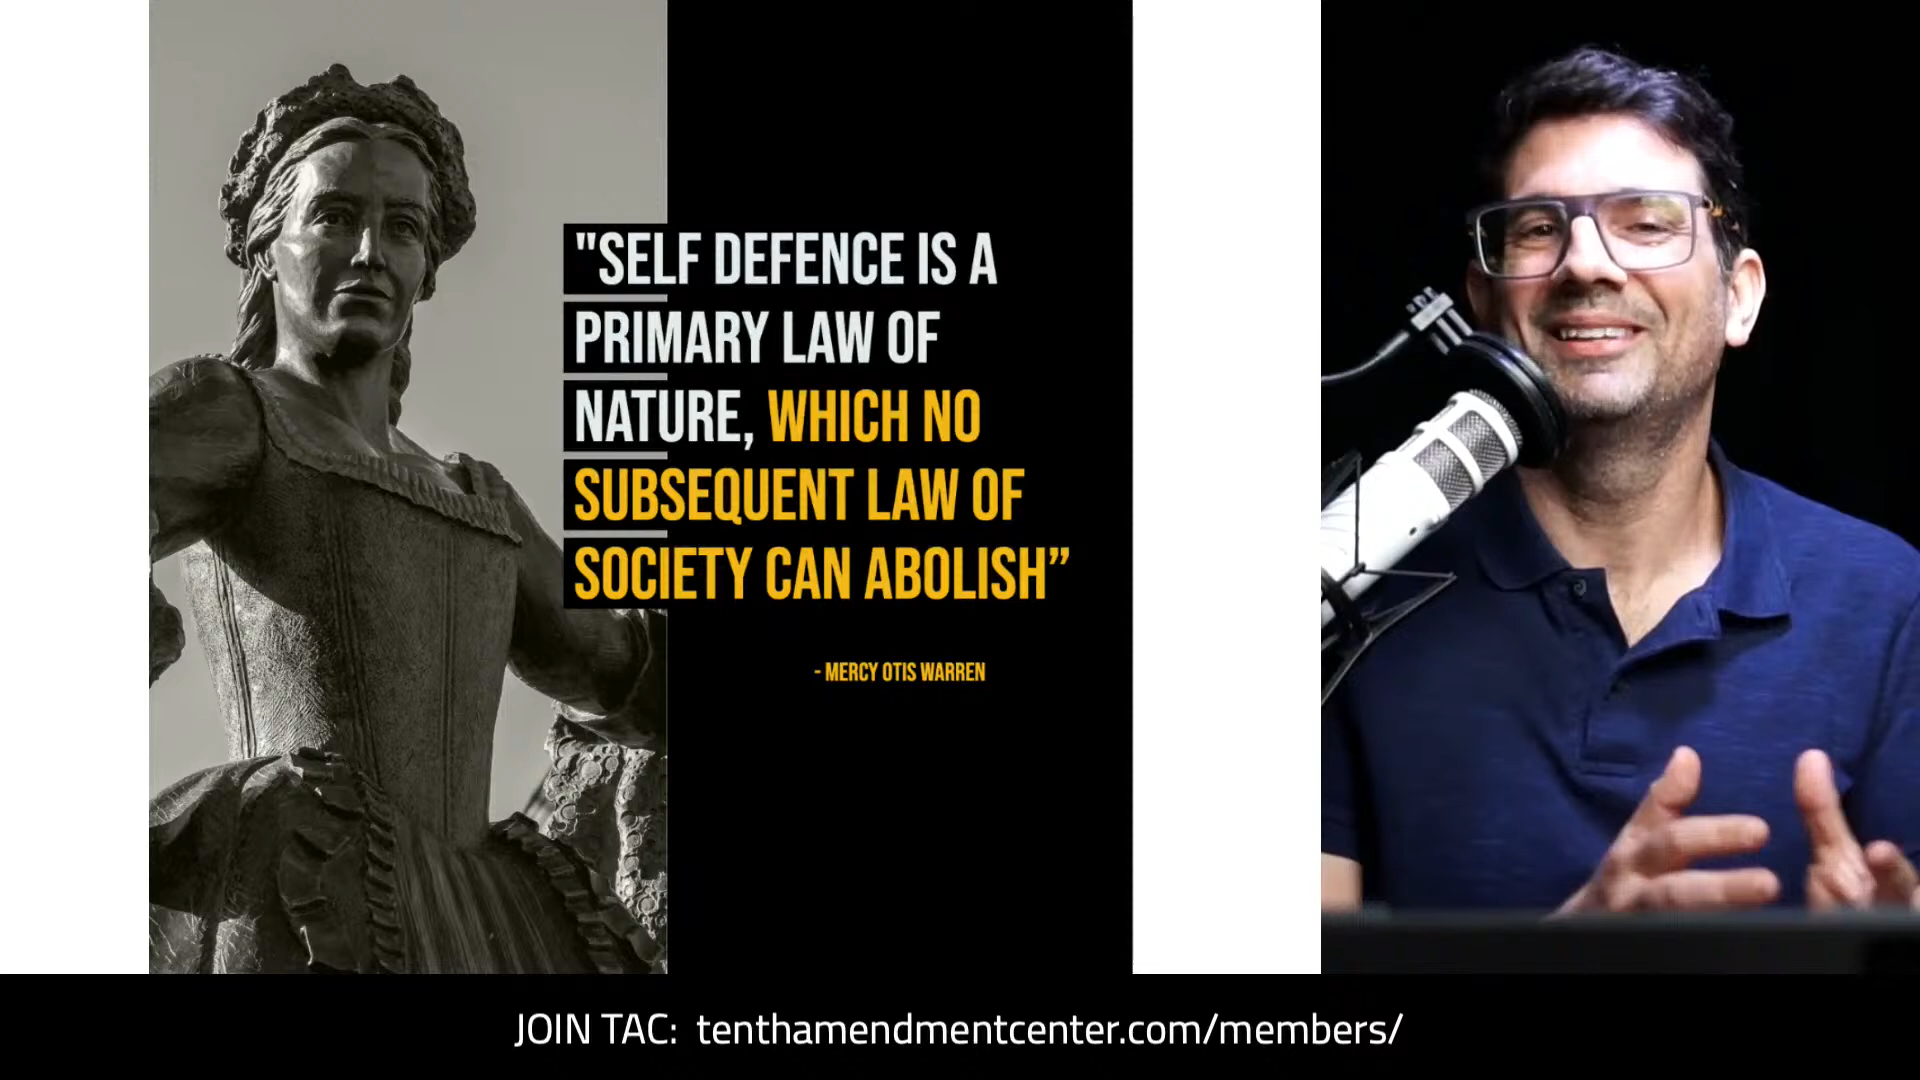 "SELF DEFENCE IS A
PRIMARY LAW OF
NATURE, WHICH NO
SUBSEQUENT LAW OF
SOCIETY CAN ABOLISH”
- MERCY OTIS WARREN
JOIN TAC: tenthamendmentcenter.com/members/